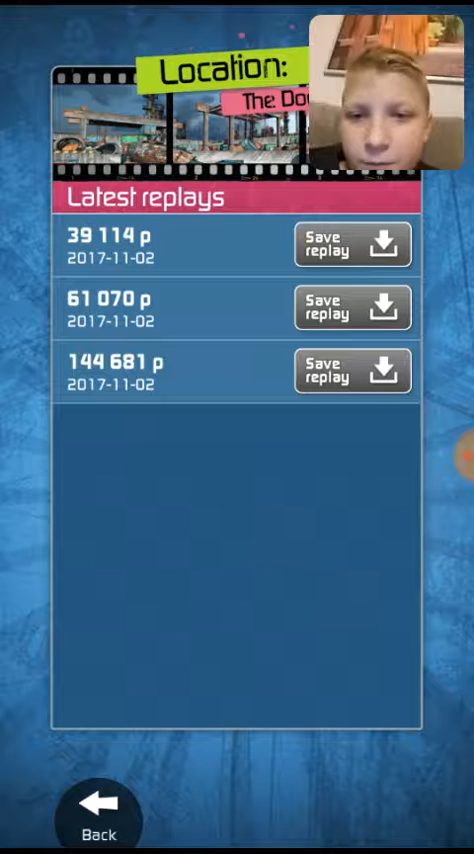 Location:
The: Do
Latest replays
39 114 p
2017-11-02
Save
replay
61 070 p
2017-11-02
Save
replay
144 681 p
2017-11-02
Save
replay
Back